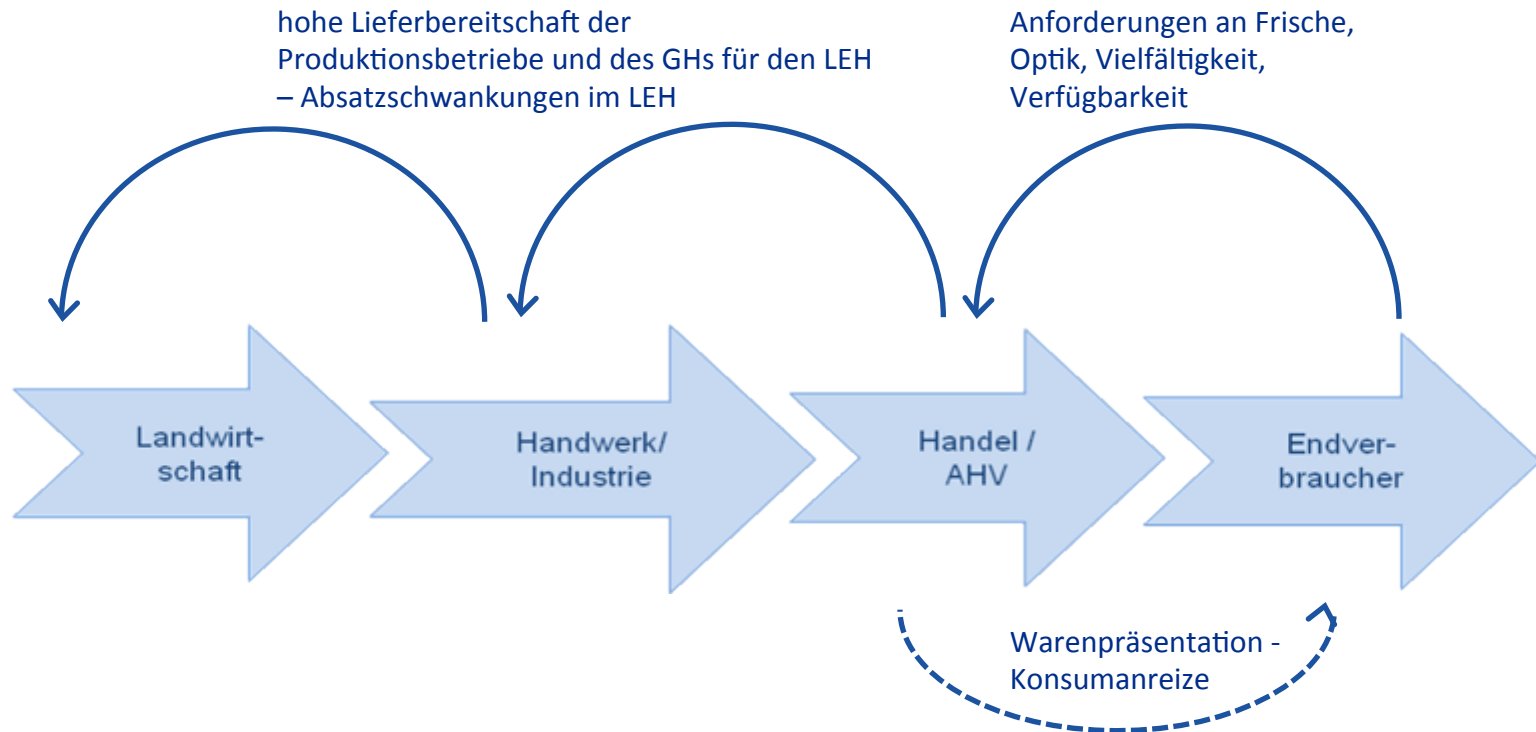 hohe Lieferbereitschaft der
Produktionsbetriebe und des GHs für den LEH
– Absatzschwankungen im LEH
Anforderungen an Frische,
Optik, Vielfältigkeit,
Verfügbarkeit
Landwirt-
schaft
Handwerk/
Industrie
Handel /
AHV
Endver-
braucher
Warenpräsentation -
Konsumanreize